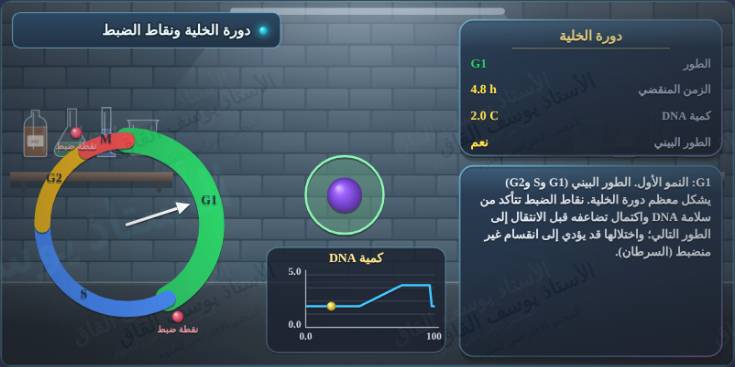 دورة الخلية ونقاط الضبط
دورة الخلية
الطور G1
الزمن المنقضي 4.8 h
كمية DNA 2.0 C
الطور البيني نعم
G1: النمو الأول. الطور البيني (G1 وS وG2)
يشكل معظم دورة الخلية. نقاط الضبط تتأكد من
سلامة DNA واكتمال تضاعفه قبل الانتقال إلى
الطور التالي؛ واختلالها قد يؤدي إلى انقسام غير
منضبط (السرطان).
نقطة ضبط
M
G2
G1
S
نقطة ضبط
كمية DNA
5.0
0.0
0.0
100
الأستاذ يوسف القاق